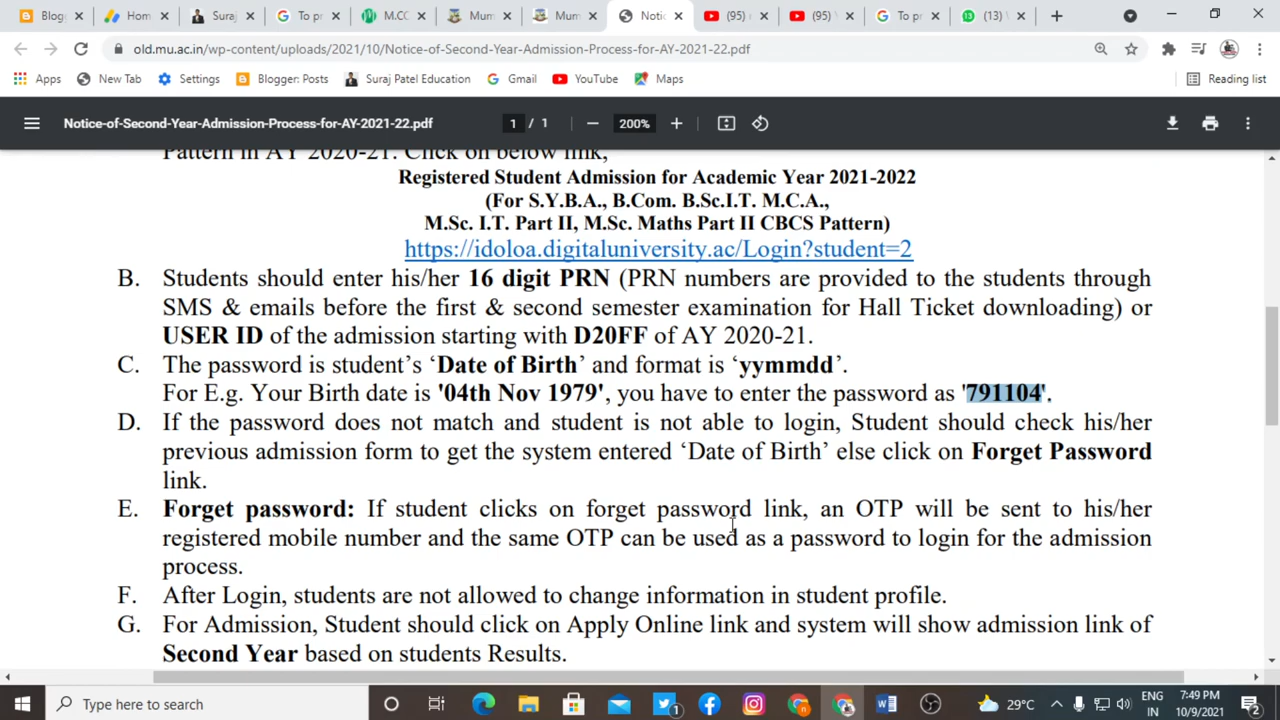 Blogg
Hom
Suraj
To p
M.CC
Mum
Mum
Notic
(95)
(95)
To p
(13)
old.mu.ac.in/wp-content/uploads/2021/10/Notice-of-Second-Year-Admission-Process-for-AY-2021-22.pdf
Apps New Tab Settings Blogger: Posts Suraj Patel Education Gmail YouTube Maps Reading list
Notice-of-Second-Year-Admission-Process-for-AY-2021-22.pdf 1 / 1 200%
Pattern in AY 2020-21. Click on below link,
Registered Student Admission for Academic Year 2021-2022
(For S.Y.B.A., B.Com. B.Sc.I.T. M.C.A.,
M.Sc. I.T. Part II, M.Sc. Maths Part II CBCS Pattern)
https://idoloa.digitaluniversity.ac/Login?student=2
B. Students should enter his/her 16 digit PRN (PRN numbers are provided to the students through
SMS & emails before the first & second semester examination for Hall Ticket downloading) or
USER ID of the admission starting with D20FF of AY 2020-21.
C. The password is student's ‘Date of Birth’ and format is ‘yymmdd’.
For E.g. Your Birth date is '04th Nov 1979', you have to enter the password as '791104'.
D. If the password does not match and student is not able to login, Student should check his/her
previous admission form to get the system entered ‘Date of Birth’ else click on Forget Password
link.
E. Forget password: If student clicks on forget password link, an OTP will be sent to his/her
registered mobile number and the same OTP can be used as a password to login for the admission
process.
F. After Login, students are not allowed to change information in student profile.
G. For Admission, Student should click on Apply Online link and system will show admission link of
Second Year based on students Results.
Type here to search 1 29°C ENG IN 7:49 PM 10/9/2021 2